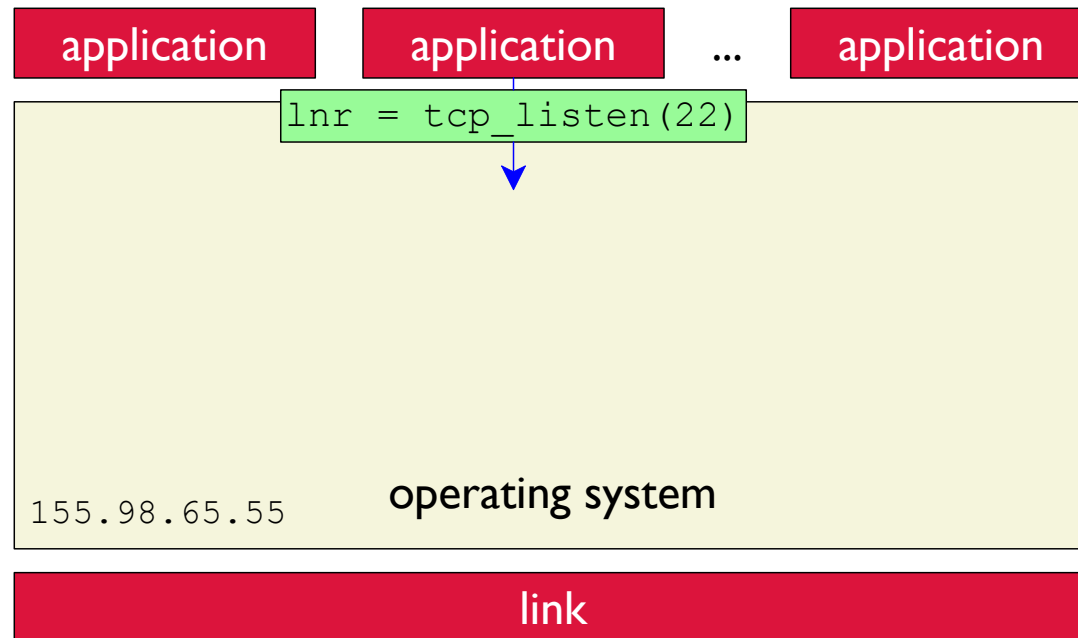 application application ... application
lnr = tcp_listen(22)
operating system
155.98.65.55
link